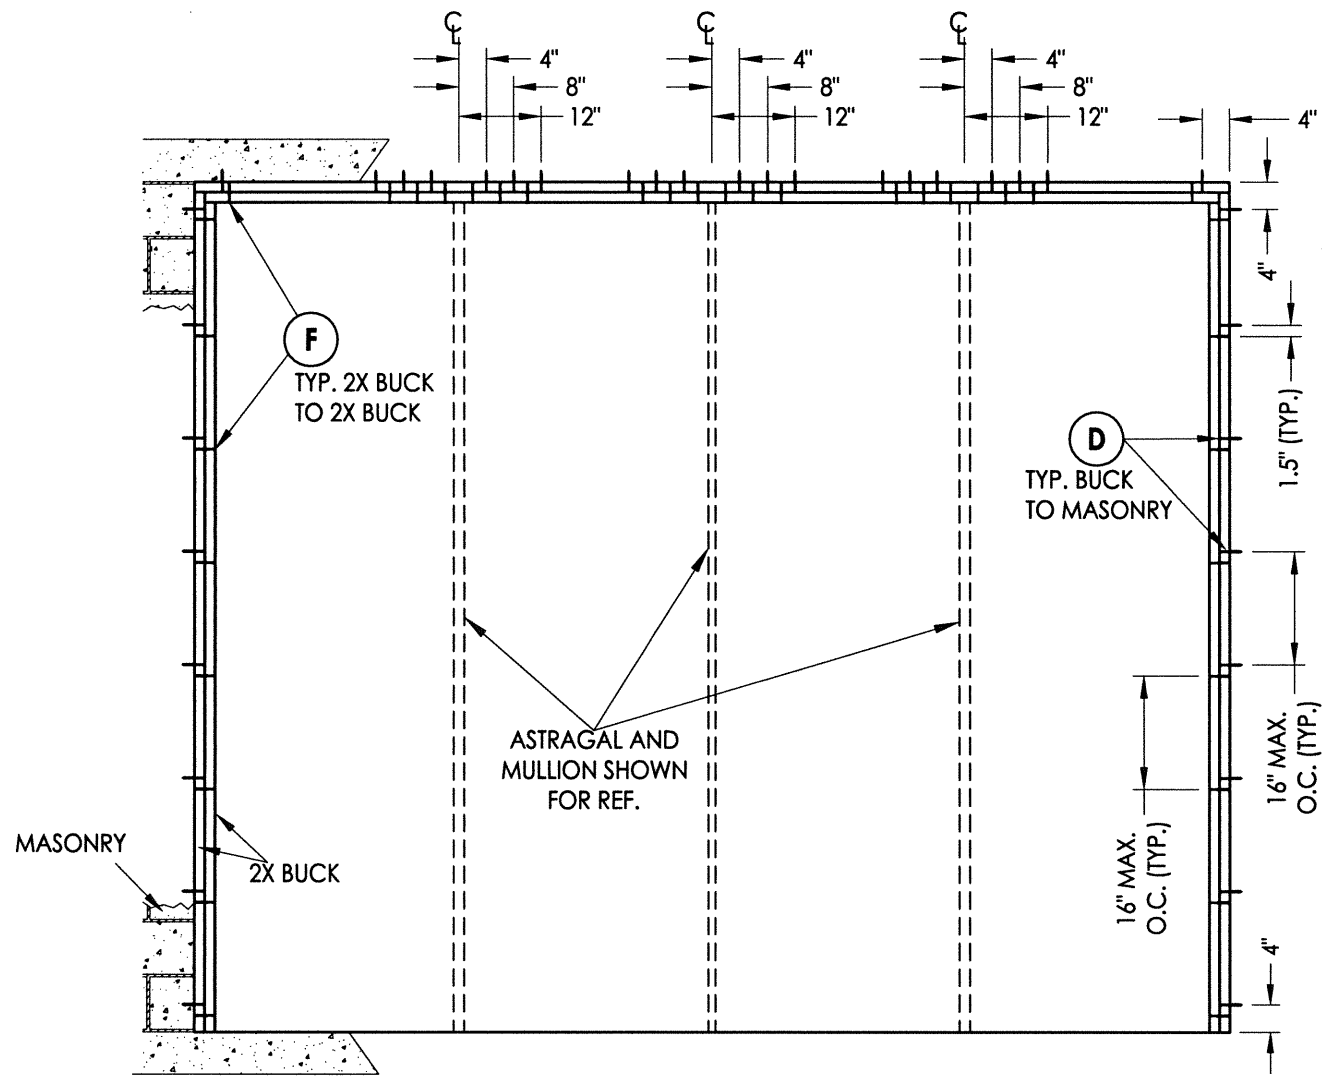 ℄ ℄ ℄
4" 4" 4"
8" 8" 8"
12" 12" 12" 4"
4"
F
TYP. 2X BUCK
TO 2X BUCK
1.5" (TYP.)
D
TYP. BUCK
TO MASONRY
ASTRAGAL AND
MULLION SHOWN
FOR REF.
16" MAX.
O.C. (TYP.)
16" MAX.
O.C. (TYP.)
MASONRY
2X BUCK
4"